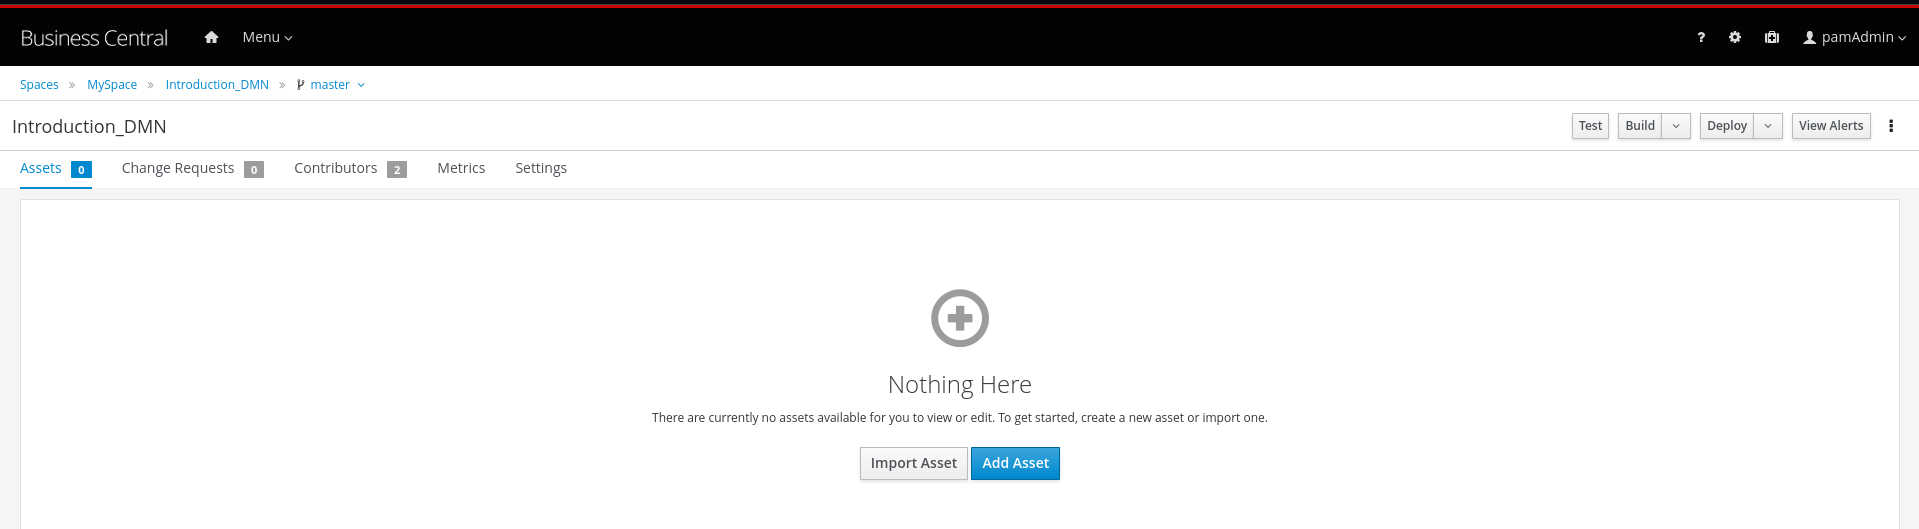 Business Central Menu ? pamAdmin
Spaces » MySpace » Introduction_DMN » master
Introduction_DMN Test Build Deploy View Alerts
Assets 0 Change Requests 0 Contributors 2 Metrics Settings
Nothing Here
There are currently no assets available for you to view or edit. To get started, create a new asset or import one.
Import Asset Add Asset